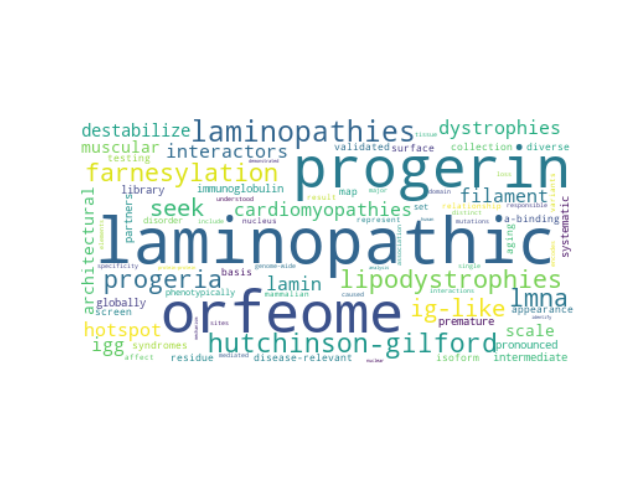 destabilize laminopathies tissue dystrophies
muscular interactors validated surface collection • diverse
testing demonstrated
farnesylation progerin loss
library immunoglobulin map major domain filament variants
understood result
architectural partners seek cardiomyopathies set relationship responsible
disorder include nucleus represent association human distinct mutations a-binding systematic
elements laminopathic aging
specificity basis genome-wide analysis single
progeria lamin lipodystrophies interactions
globally phenotypically mammalian caused ig-like lmna appearance
screen orfeome identify
hotspot sites premature scale
igg syndromes hutchinson-gilford pronounced
affect residue mediated disease-relevant nuclear isoform intermediate